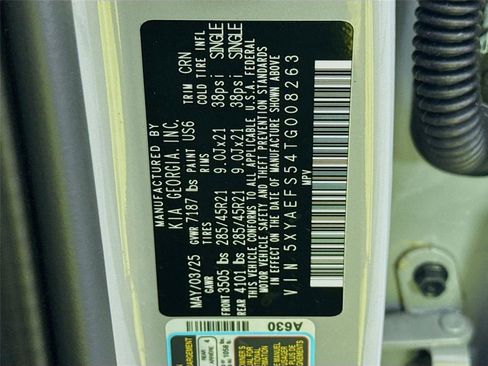 MANUFACTURED BY
KIA GEORGIA, INC.
MAY/03/25 GVWR 7187 lbs PAINT US6 TRIM CRN
GAWR TIRES RIMS COLD TIRE INFL
FRONT 3505 lbs 285/45R21 9.0Jx21 38psi SINGLE
REAR 4101 lbs 285/45R21 9.0Jx21 38psi SINGLE
THIS VEHICLE CONFORMS TO ALL APPLICABLE U.S.A. FEDERAL
MOTOR VEHICLE SAFETY AND THEFT PREVENTION STANDARDS
IN EFFECT ON THE DATE OF MANUFACTURE SHOWN ABOVE.
VIN 5XYAEFS54TG008263
MPV
A630
REAR
4